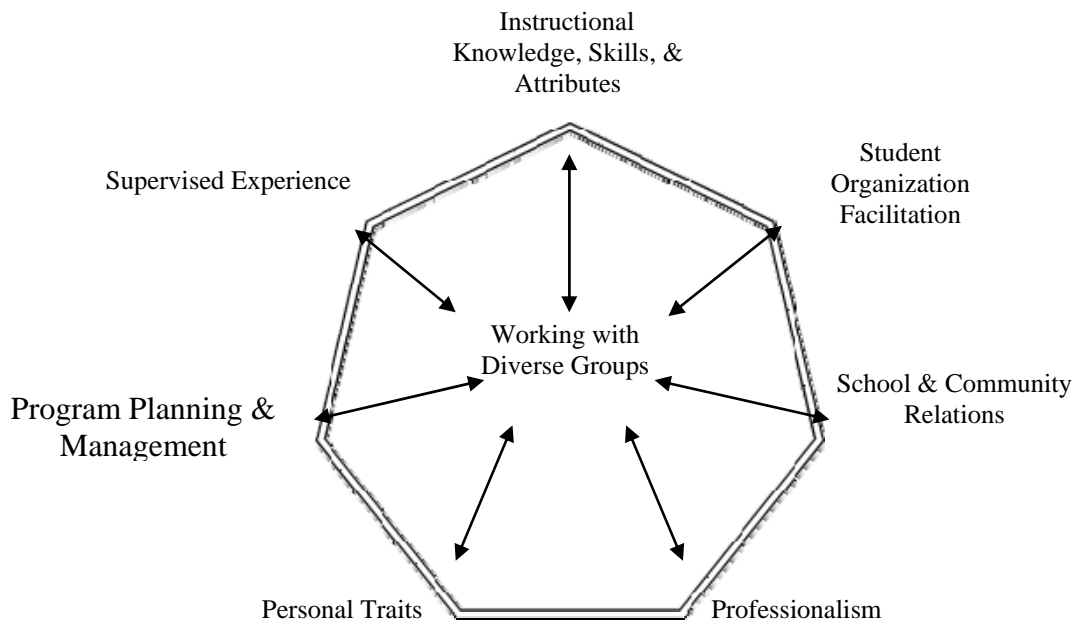 Instructional
Knowledge, Skills, &
Attributes
Supervised Experience
Student
Organization
Facilitation
Working with
Diverse Groups
Program Planning &
Management
School & Community
Relations
Personal Traits
Professionalism